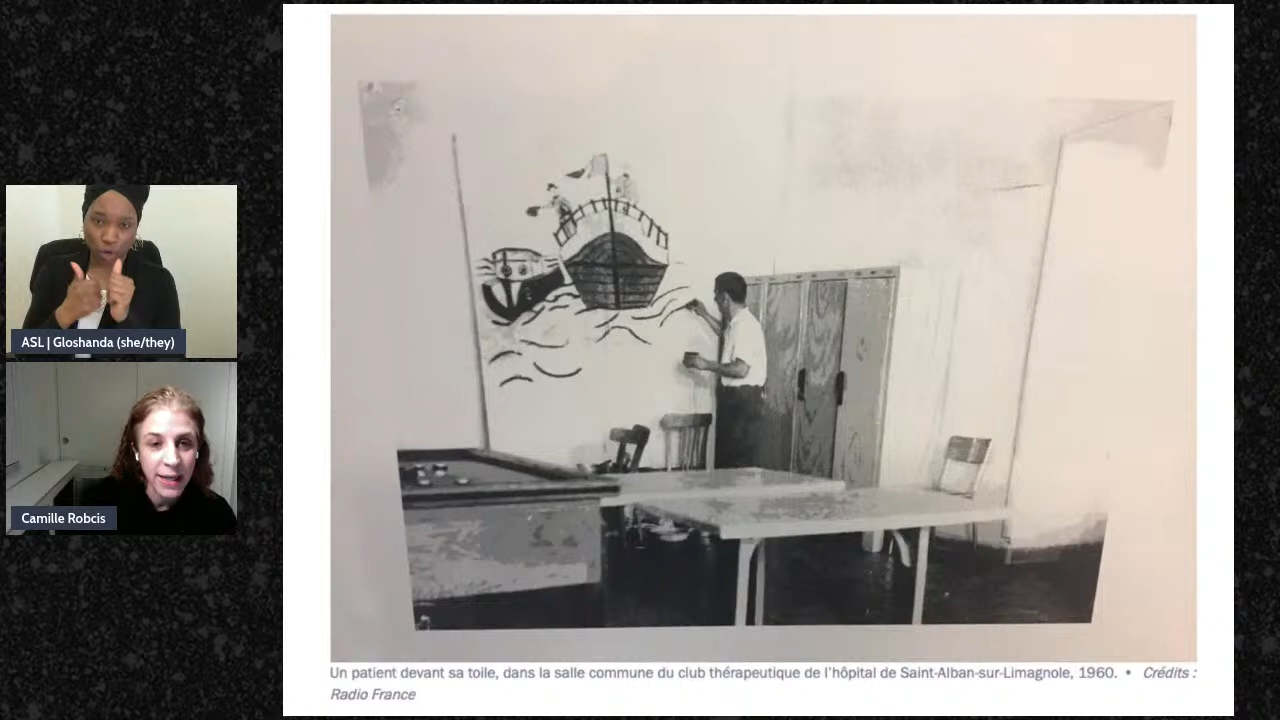 ASL | Gloshanda (she/they)
Camille Robcis
Un patient devant sa toile, dans la salle commune du club thérapeutique de l'hôpital de Saint-Alban-sur-Limagnole, 1960. • Crédits :
Radio France